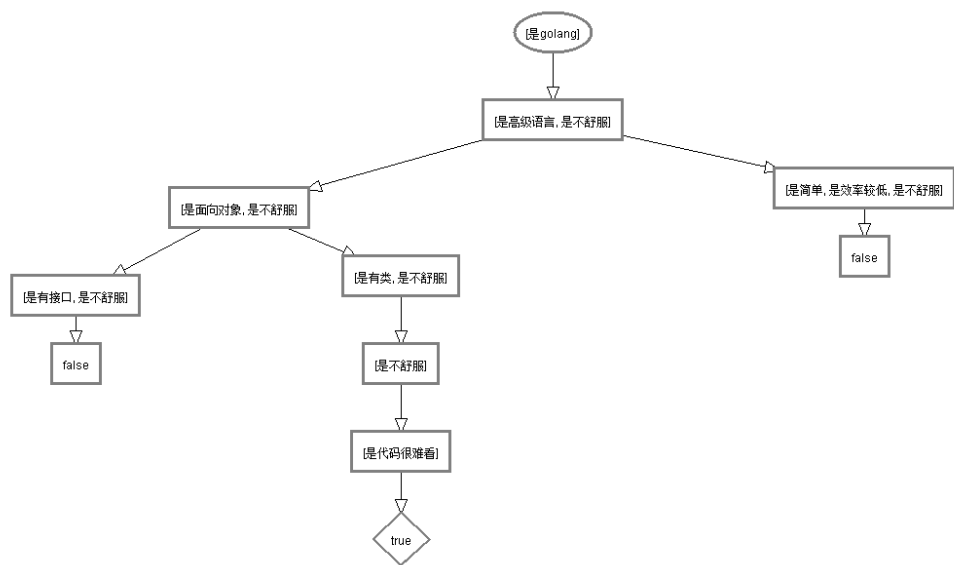 [是golang]
[是高级语言, 是不舒服]
[是面向对象, 是不舒服]
[是简单, 是效率较低, 是不舒服]
[是有接口, 是不舒服]
[是有类, 是不舒服]
false
false
[是不舒服]
[是代码很难看]
true